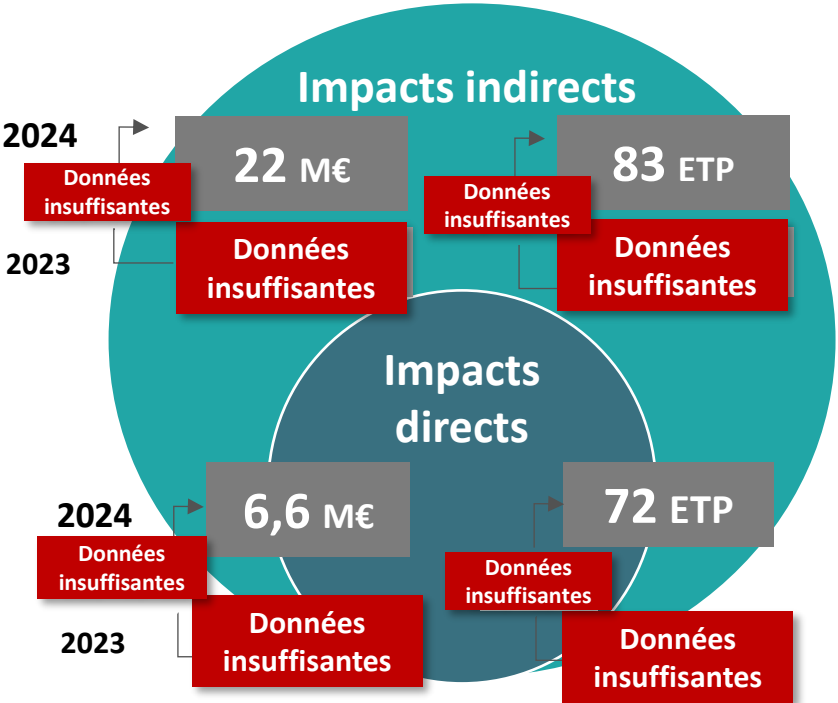 Impacts indirects
2024
22 M€
83 ETP
Données
insuffisantes
Données
insuffisantes
2023
Données
insuffisantes
Données
insuffisantes
Impacts
directs
2024
6,6 M€
72 ETP
Données
insuffisantes
Données
insuffisantes
2023
Données
insuffisantes
Données
insuffisantes